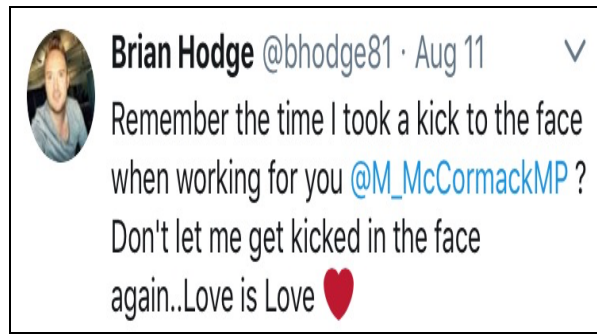 Brian Hodge @bhodge81 · Aug 11
Remember the time I took a kick to the face
when working for you @M_McCormackMP ?
Don't let me get kicked in the face
again..Love is Love ❤